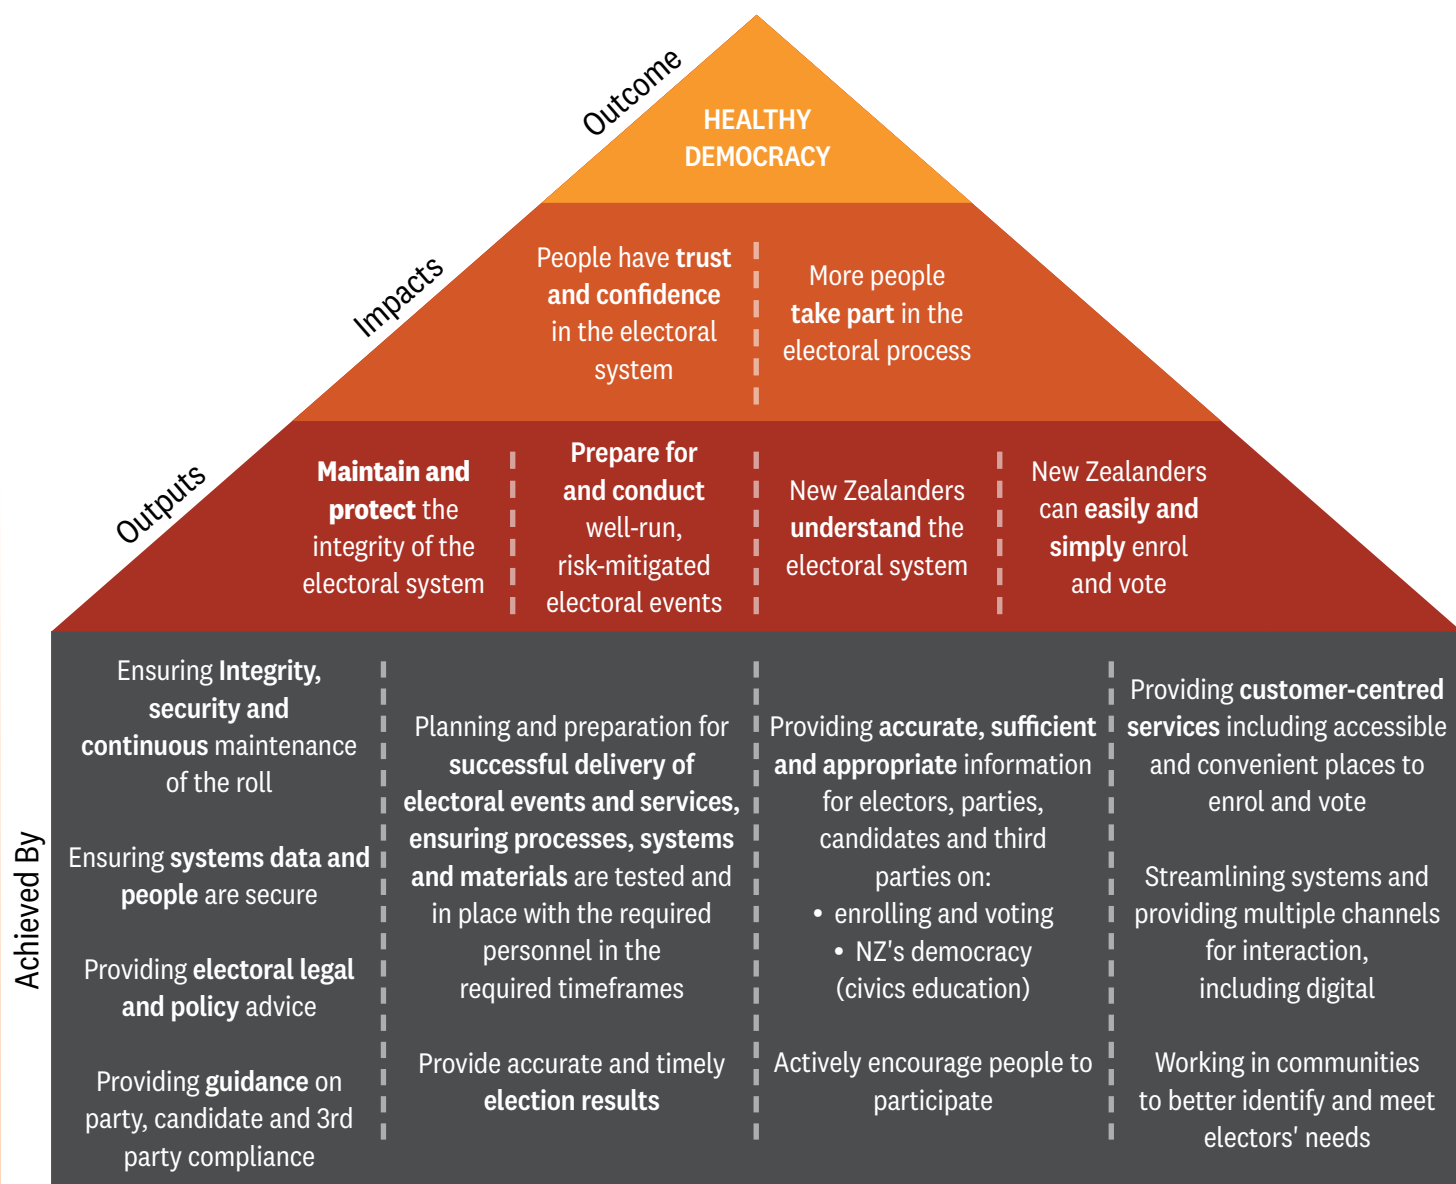 Outcome
HEALTHY
DEMOCRACY
Impacts
People have trust
and confidence
in the electoral
system
More people
take part in the
electoral process
Outputs
Maintain and
protect the
integrity of the
electoral system
Prepare for
and conduct
well-run,
risk-mitigated
electoral events
New Zealanders
understand the
electoral system
New Zealanders
can easily and
simply enrol
and vote
Achieved By
Ensuring Integrity,
security and
continuous maintenance
of the roll
Ensuring systems data and
people are secure
Providing electoral legal
and policy advice
Providing guidance on
party, candidate and 3rd
party compliance
Planning and preparation for
successful delivery of
electoral events and services,
ensuring processes, systems
and materials are tested and
in place with the required
personnel in the
required timeframes
Provide accurate and timely
election results
Providing accurate, sufficient
and appropriate information
for electors, parties,
candidates and third
parties on:
• enrolling and voting
• NZ's democracy
(civics education)
Actively encourage people to
participate
Providing customer-centred
services including accessible
and convenient places to
enrol and vote
Streamlining systems and
providing multiple channels
for interaction,
including digital
Working in communities
to better identify and meet
electors' needs